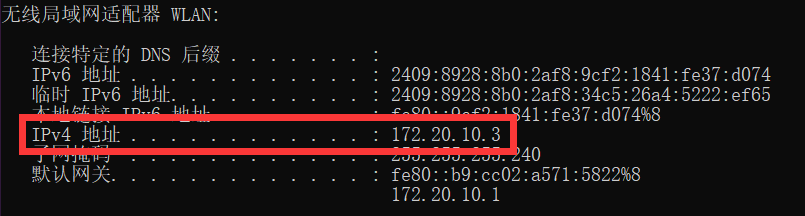 无线局域网适配器 WLAN:
连接特定的 DNS 后缀 . . . . . . . :
IPv6 地址 . . . . . . . . . . . . : 2409:8928:8b0:2af8:9cf2:1841:fe37:d074
临时 IPv6 地址. . . . . . . . . . : 2409:8928:8b0:2af8:34c5:26a4:5222:ef65
本地链接 IPv6 地址. . . . . . . . : fe80::9cf2:1841:fe37:d074%8
IPv4 地址 . . . . . . . . . . . . : 172.20.10.3
子网掩码 . . . . . . . . . . . . : 255.255.255.240
默认网关. . . . . . . . . . . . . : fe80::b9:cc02:a571:5822%8
172.20.10.1